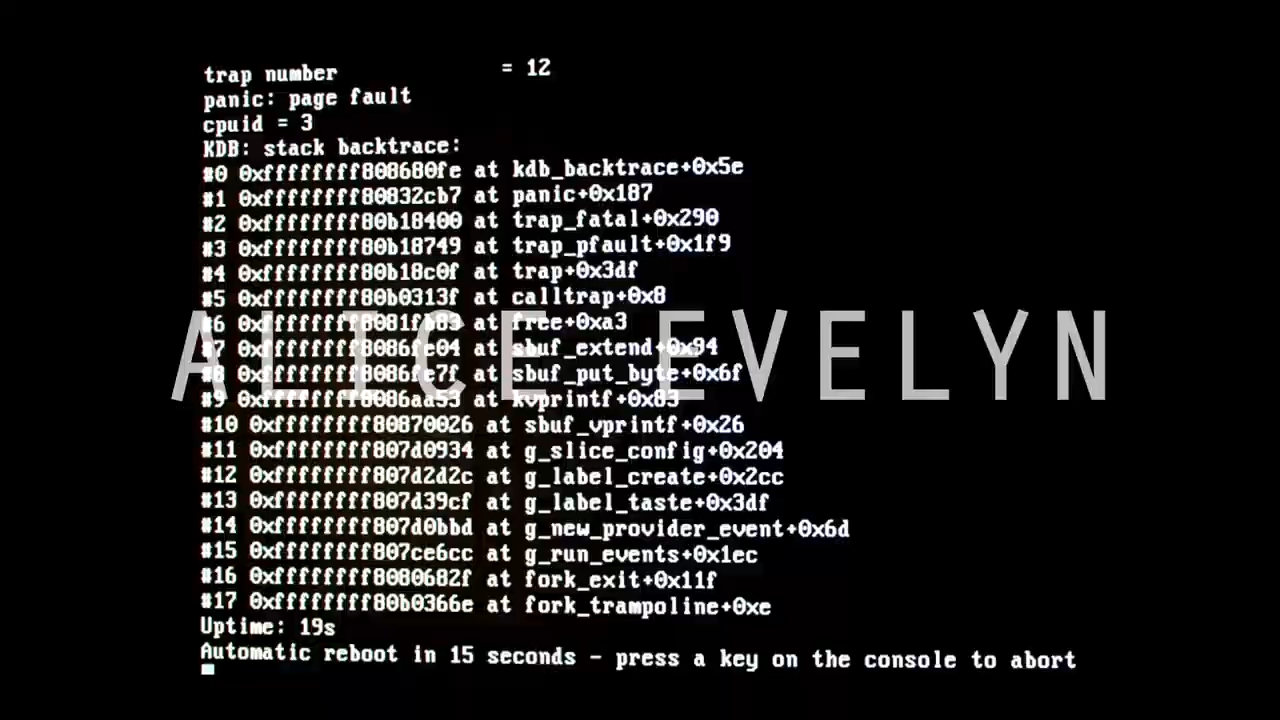 trap number = 12
panic: page fault
cpuid = 3
KDB: stack backtrace:
#0 0xffffffff808680fe at kdb_backtrace+0x5e
#1 0xffffffff80832cb7 at panic+0x187
#2 0xffffffff80b18400 at trap_fatal+0x290
#3 0xffffffff80b18749 at trap_pfault+0x1f9
#4 0xffffffff80b18c0f at trap+0x3df
#5 0xffffffff80b0313f at calltrap+0x8
#6 0xffffffff8081fb83 at free+0xa3
#7 0xffffffff8086fe04 at sbuf_extend+0x94
ALICE EVELYN
#8 0xffffffff8086fe7f at sbuf_put_byte+0x6f
#9 0xffffffff8086aa53 at kvprintf+0x83
#10 0xffffffff80870026 at sbuf_vprintf+0x26
#11 0xffffffff807d0934 at g_slice_config+0x204
#12 0xffffffff807d2d2c at g_label_create+0x2cc
#13 0xffffffff807d39cf at g_label_taste+0x3df
#14 0xffffffff807d0bbd at g_new_provider_event+0x6d
#15 0xffffffff807ce6cc at g_run_events+0x1ec
#16 0xffffffff8080682f at fork_exit+0x11f
#17 0xffffffff80b0366e at fork_trampoline+0xe
Uptime: 19s
Automatic reboot in 15 seconds - press a key on the console to abort